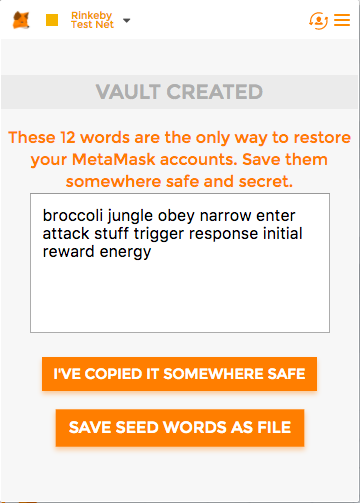 Rinkeby
Test Net
VAULT CREATED
These 12 words are the only way to restore
your MetaMask accounts. Save them
somewhere safe and secret.
broccoli jungle obey narrow enter
attack stuff trigger response initial
reward energy
I'VE COPIED IT SOMEWHERE SAFE
SAVE SEED WORDS AS FILE